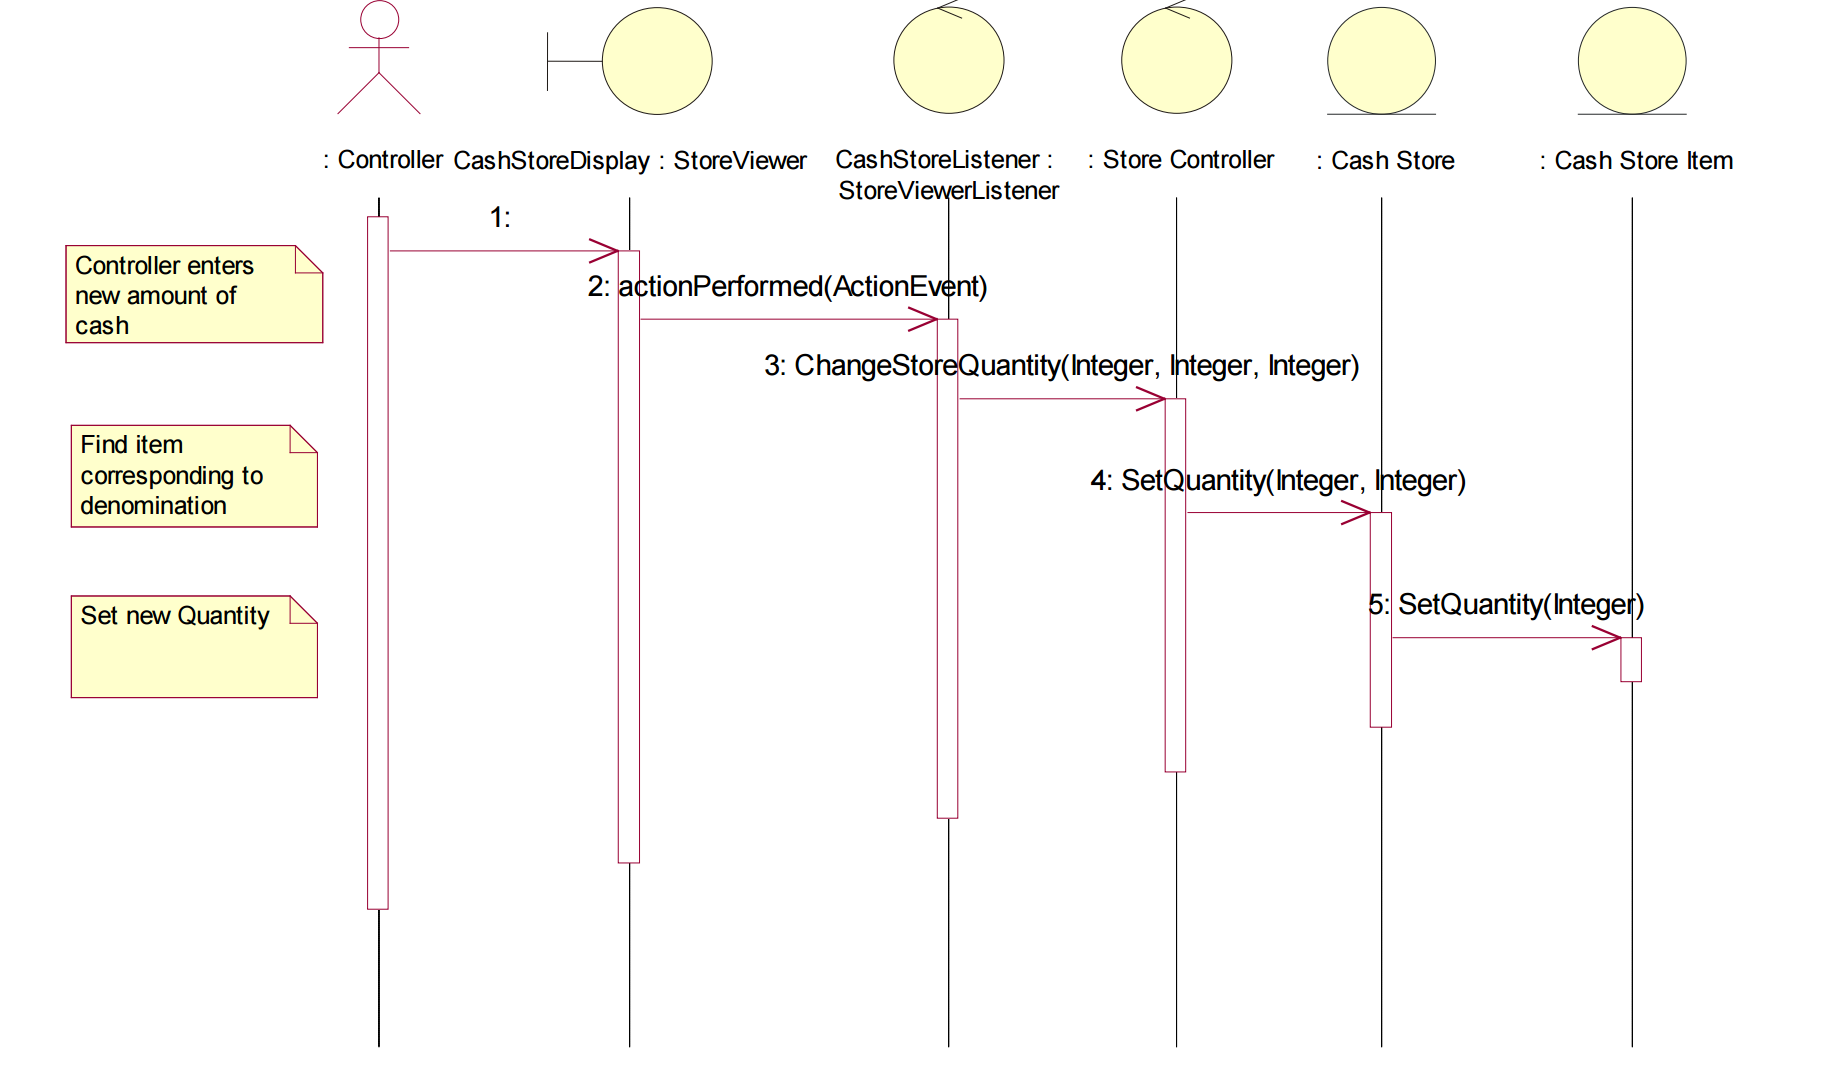 : Controller
CashStoreDisplay : StoreViewer
CashStoreListener :
StoreViewerListener
: Store Controller
: Cash Store
: Cash Store Item
1:
Controller enters
new amount of
cash
2: actionPerformed(ActionEvent)
3: ChangeStoreQuantity(Integer, Integer, Integer)
Find item
corresponding to
denomination
4: SetQuantity(Integer, Integer)
Set new Quantity
5: SetQuantity(Integer)